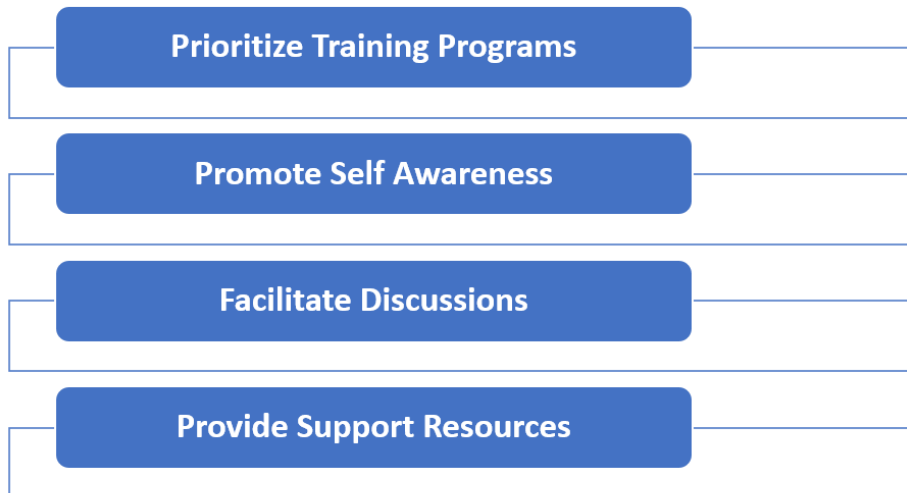 Prioritize Training Programs
Promote Self Awareness
Facilitate Discussions
Provide Support Resources